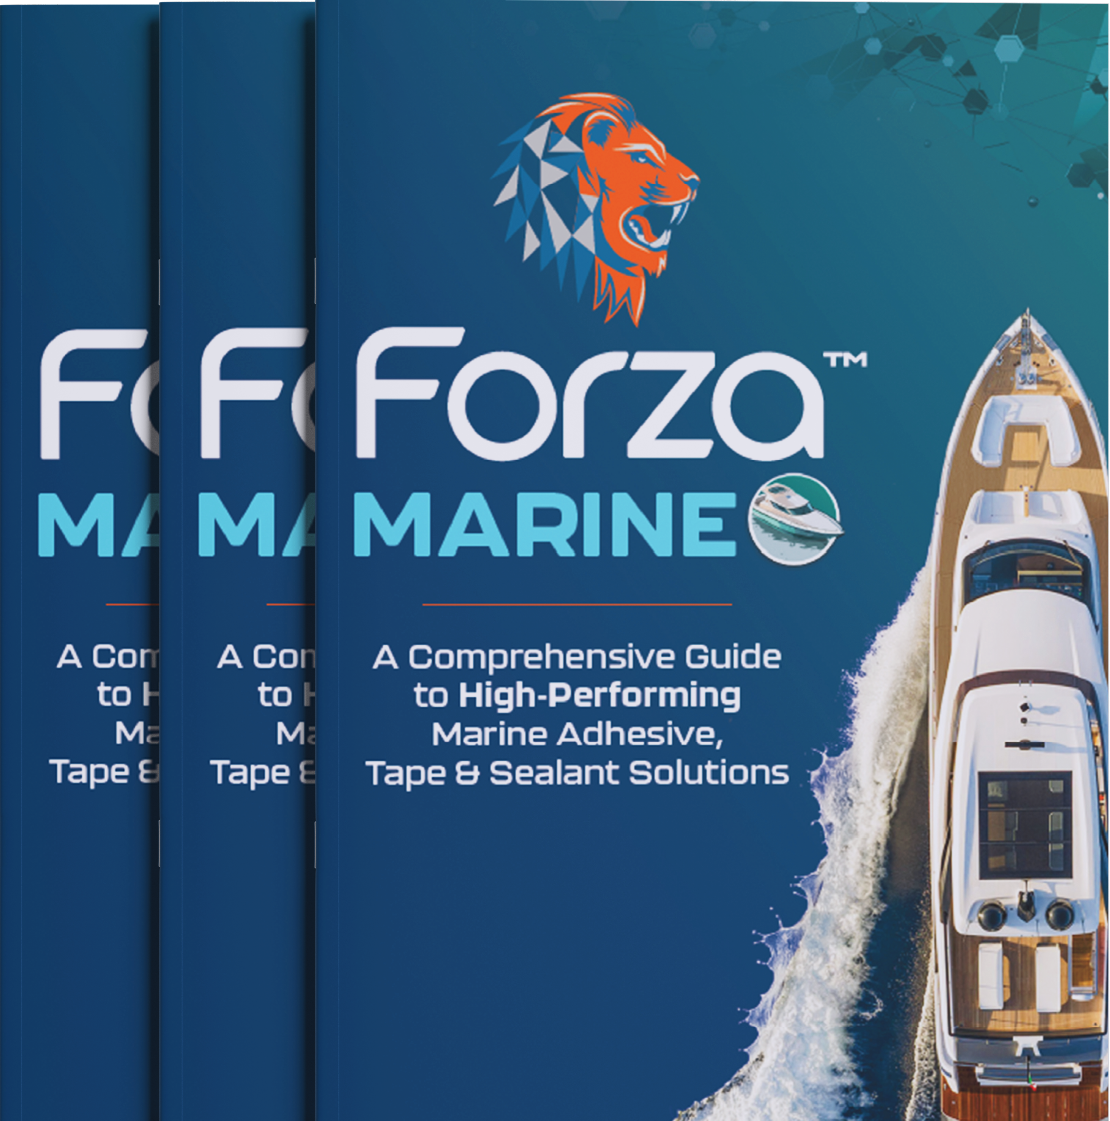 Forza™
MARINE
A Comprehensive Guide
to High-Performing
Marine Adhesive,
Tape & Sealant Solutions